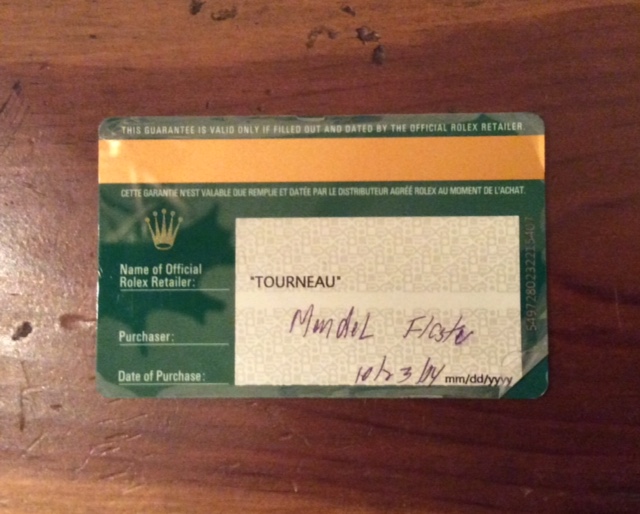 THIS GUARANTEE IS VALID ONLY IF FILLED OUT AND DATED BY THE OFFICIAL ROLEX RETAILER
CETTE GARANTIE N'EST VALABLE QUE REMPLIE ET DATÉE PAR LE DISTRIBUTEUR AGRÉÉ ROLEX AU MOMENT DE L'ACHAT.
Name of Official
Rolex Retailer:
"TOURNEAU"
Purchaser:
Mendel
Date of Purchase:
mm/dd/yyyy